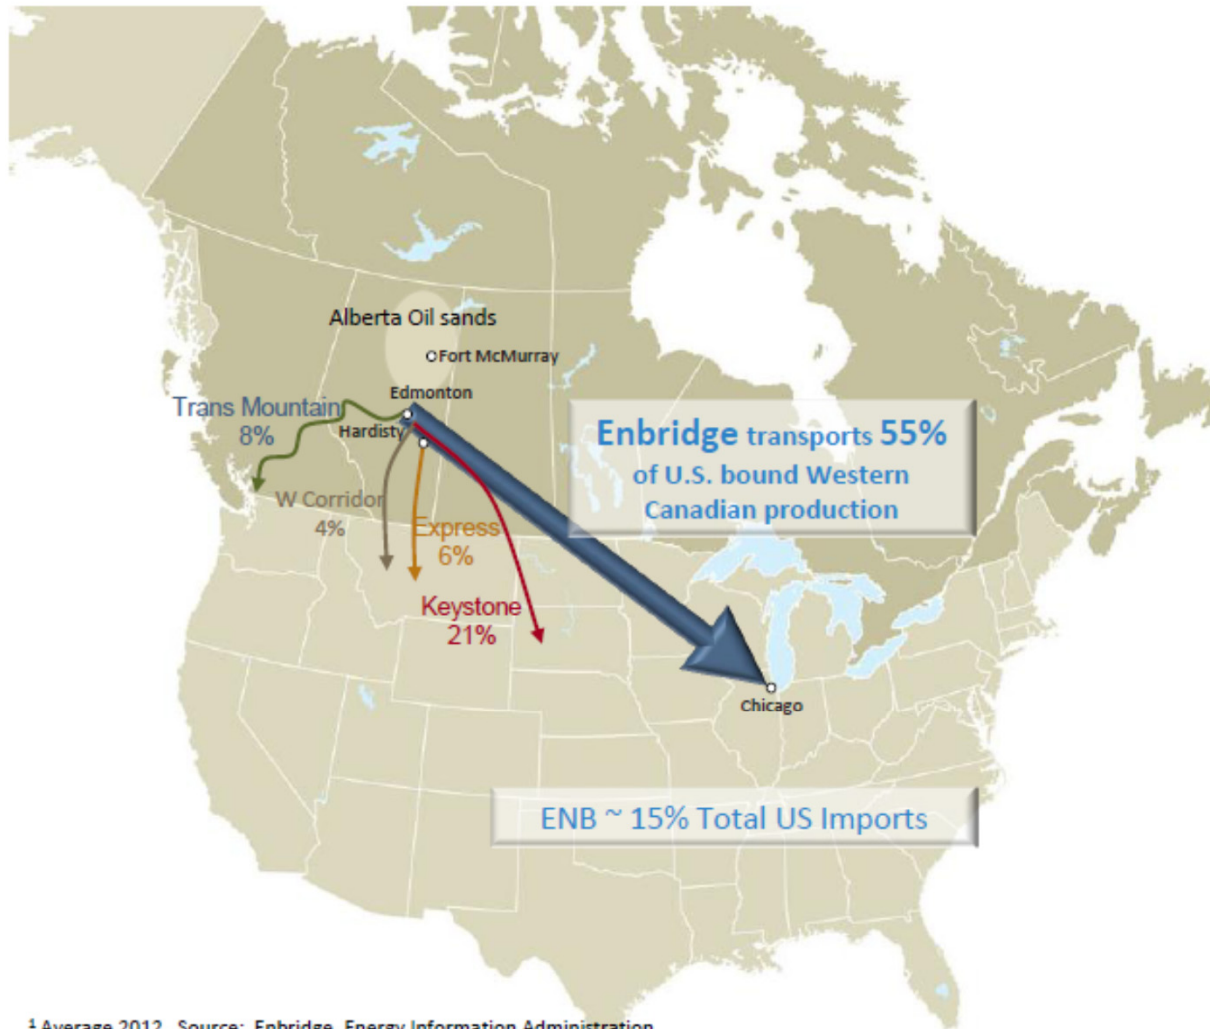 Alberta Oil sands
Fort McMurray
Edmonton
Trans Mountain
8%
Hardisty
Enbridge transports 55%
of U.S. bound Western
Canadian production
W Corridor
4%
Express
6%
Keystone
21%
Chicago
ENB ~ 15% Total US Imports
¹ Average 2012 Source: Enbridge, Energy Information Administration